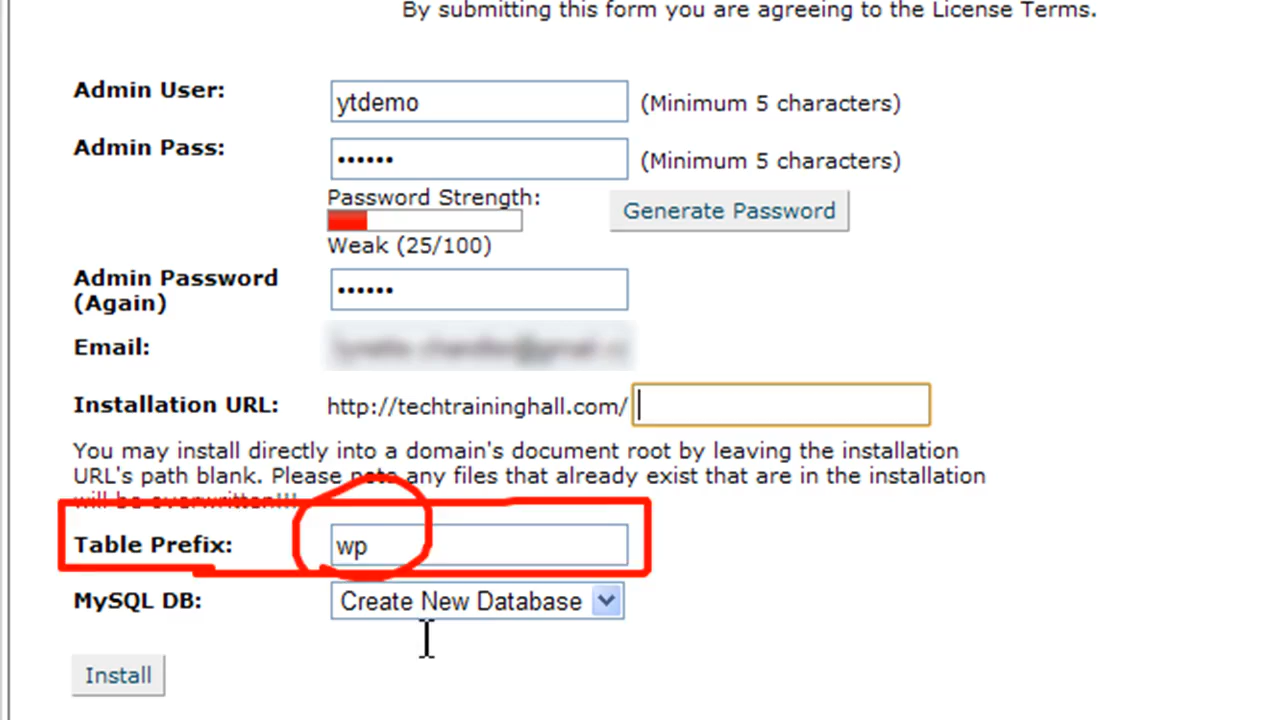 By submitting this form you are agreeing to the License Terms.
Admin User: ytdemo (Minimum 5 characters)
Admin Pass: •••••• (Minimum 5 characters)
Password Strength: Generate Password
Weak (25/100)
Admin Password
(Again) ••••••
Email:
Installation URL: http://techtraininghall.com/
You may install directly into a domain's document root by leaving the installation
URL's path blank. Please note any files that already exist that are in the installation
will be overwritten!!!
Table Prefix: wp
MySQL DB: Create New Database
Install